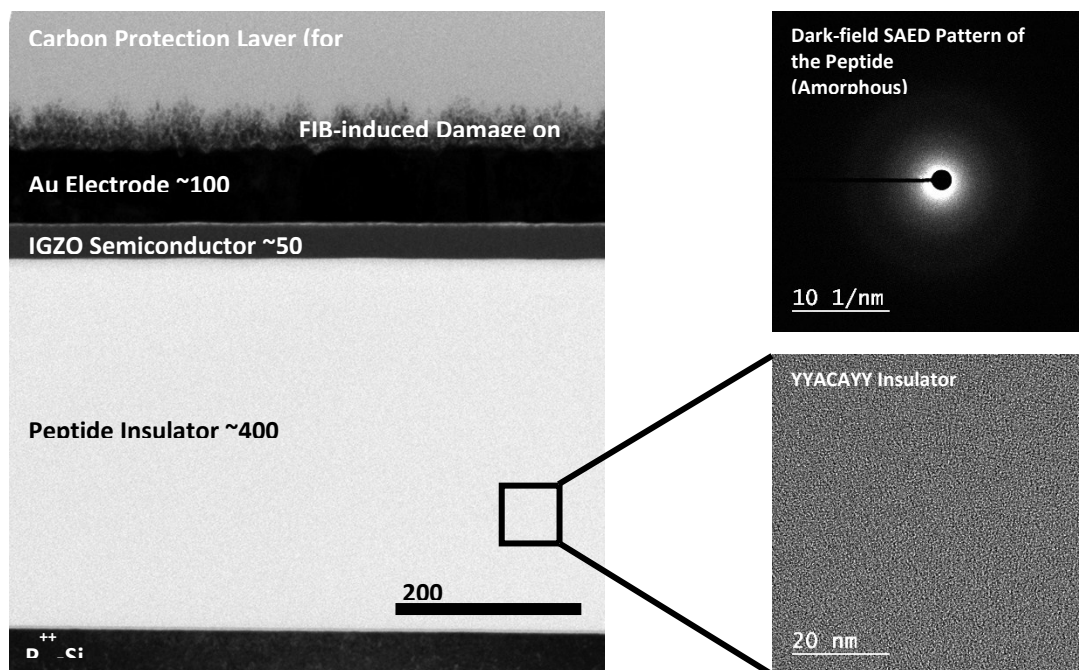 Carbon Protection Layer (for
FIB-induced Damage on
Au Electrode ~100
IGZO Semiconductor ~50
Peptide Insulator ~400
200
++
Dark-field SAED Pattern of
the Peptide
(Amorphous)
10 1/nm
YYACAYY Insulator
20 nm